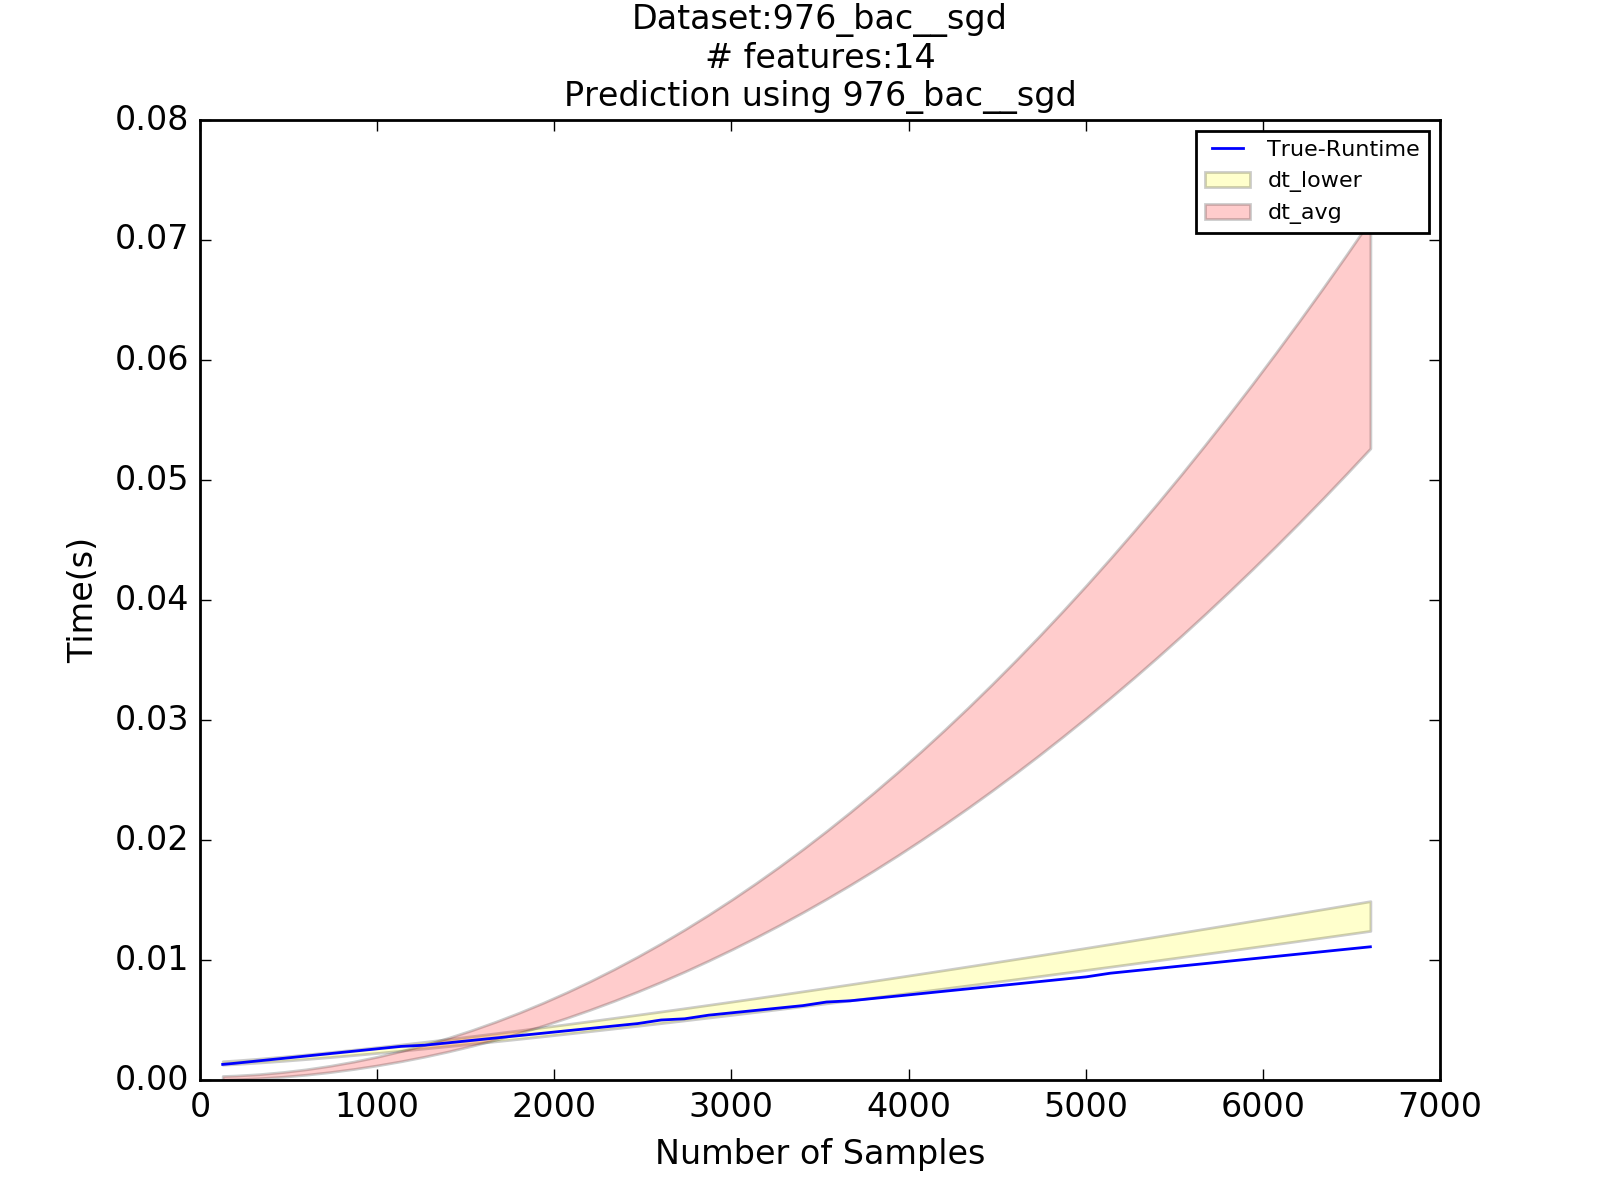 Dataset:976_bac__sgd
# features:14
Prediction using 976_bac__sgd
0.08
0.07
0.06
0.05
0.04
0.03
0.02
0.01
0.00
Time(s)
True-Runtime
dt_lower
dt_avg
0 1000 2000 3000 4000 5000 6000 7000
Number of Samples